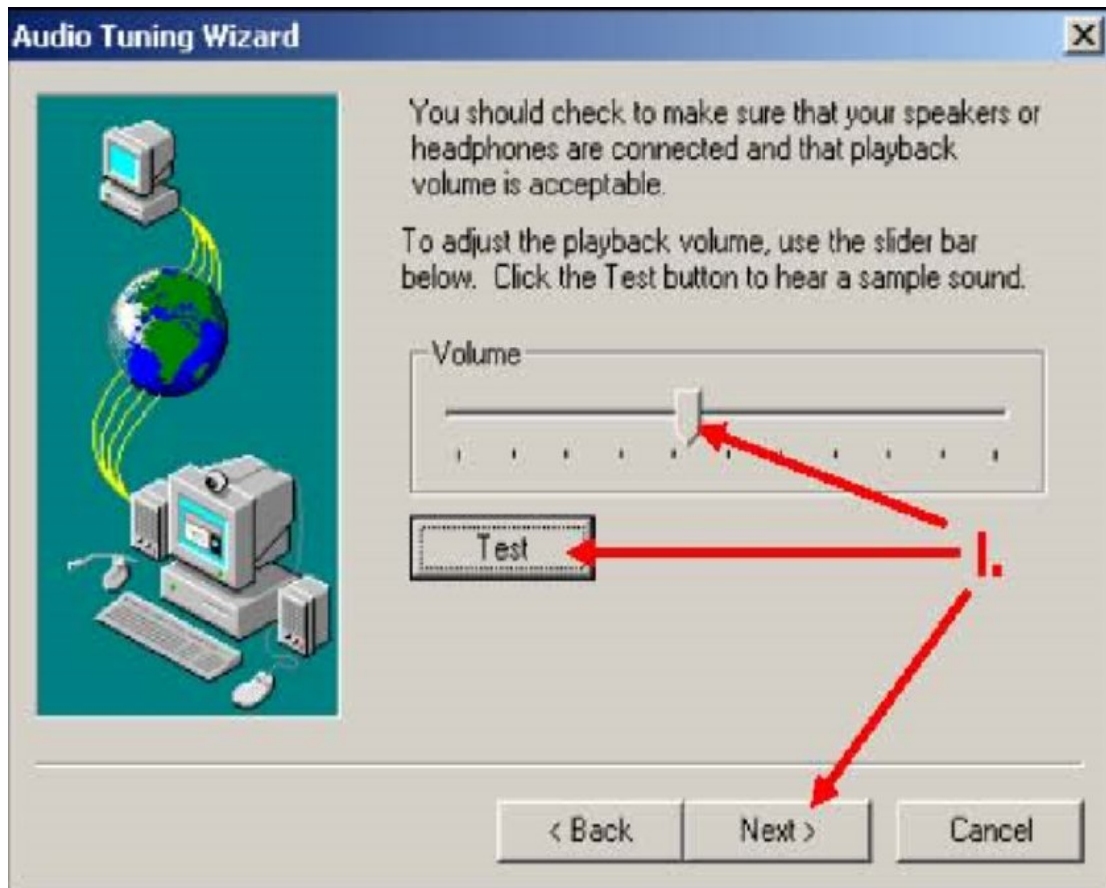 Audio Tuning Wizard
You should check to make sure that your speakers or
headphones are connected and that playback
volume is acceptable.
To adjust the playback volume, use the slider bar
below. Click the Test button to hear a sample sound.
Volume
Test
I.
< Back
Next >
Cancel